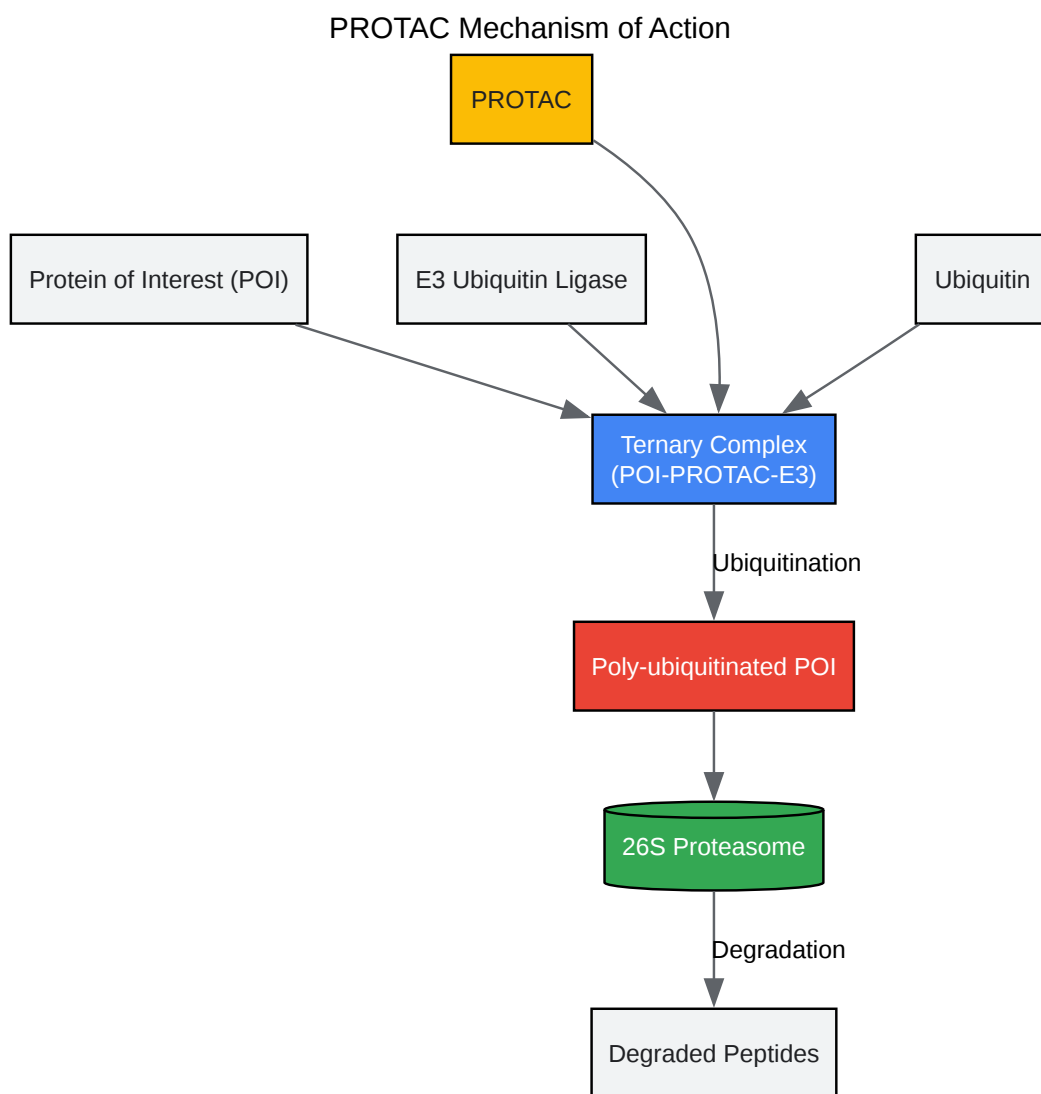 PROTAC Mechanism of Action
PROTAC
Protein of Interest (POI)
E3 Ubiquitin Ligase
Ubiquitin
Ternary Complex
(POI-PROTAC-E3)
Ubiquitination
Poly-ubiquitinated POI
26S Proteasome
Degradation
Degraded Peptides